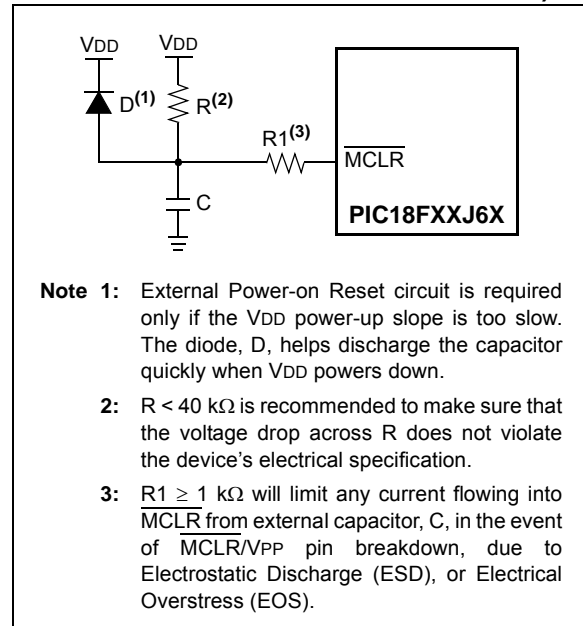 VDD VDD
D(1) R(2)
R1(3)
MCLR
C
PIC18FXXJ6X
Note 1: External Power-on Reset circuit is required
only if the VDD power-up slope is too slow.
The diode, D, helps discharge the capacitor
quickly when VDD powers down.
2: R < 40 kΩ is recommended to make sure that
the voltage drop across R does not violate
the device's electrical specification.
3: R1 ≥ 1 kΩ will limit any current flowing into
MCLR from external capacitor, C, in the event
of MCLR/VPP pin breakdown, due to
Electrostatic Discharge (ESD), or Electrical
Overstress (EOS).